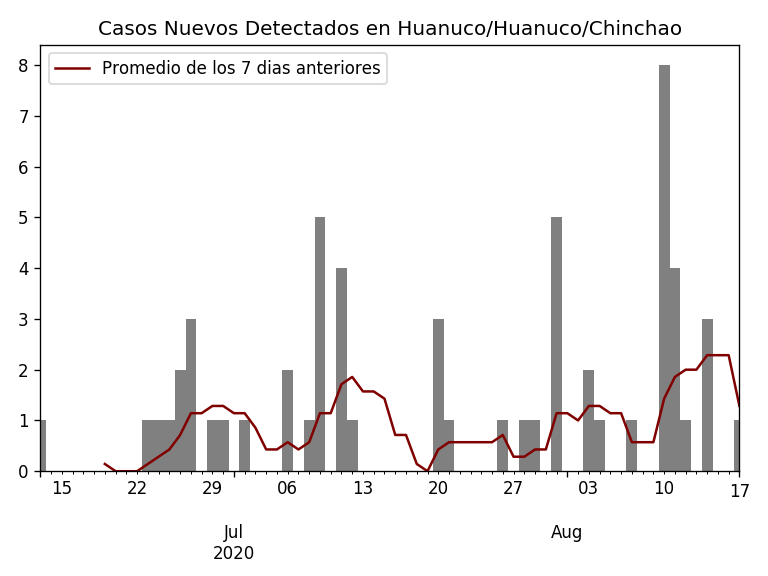 Casos Nuevos Detectados en Huanuco/Huanuco/Chinchao
Promedio de los 7 dias anteriores
8
7
6
5
4
3
2
1
0
15 22 29 06 13 20 27 03 10 17
Jul Aug
2020